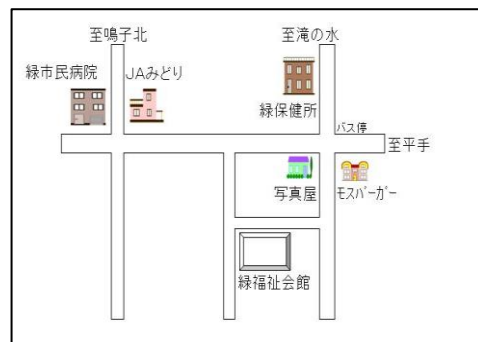 至鳴子北
至滝の水
緑市民病院
JAみどり
緑保健所
バス停
至平手
写真屋
モスバーガー
緑福祉会館